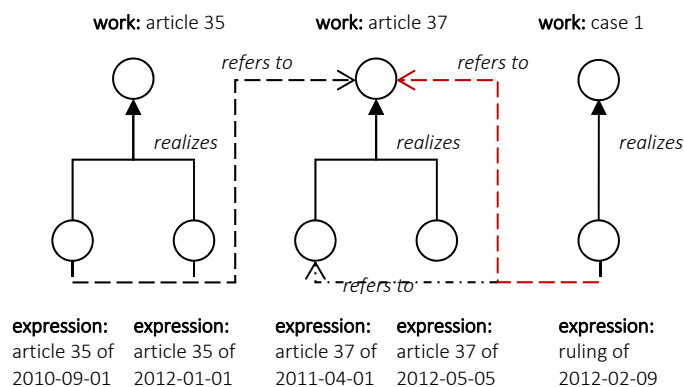 work: article 35
work: article 37
work: case 1
refers to
refers to
realizes
realizes
realizes
refers to
expression:
article 35 of
2010-09-01
expression:
article 35 of
2012-01-01
expression:
article 37 of
2011-04-01
expression:
article 37 of
2012-05-05
expression:
ruling of
2012-02-09